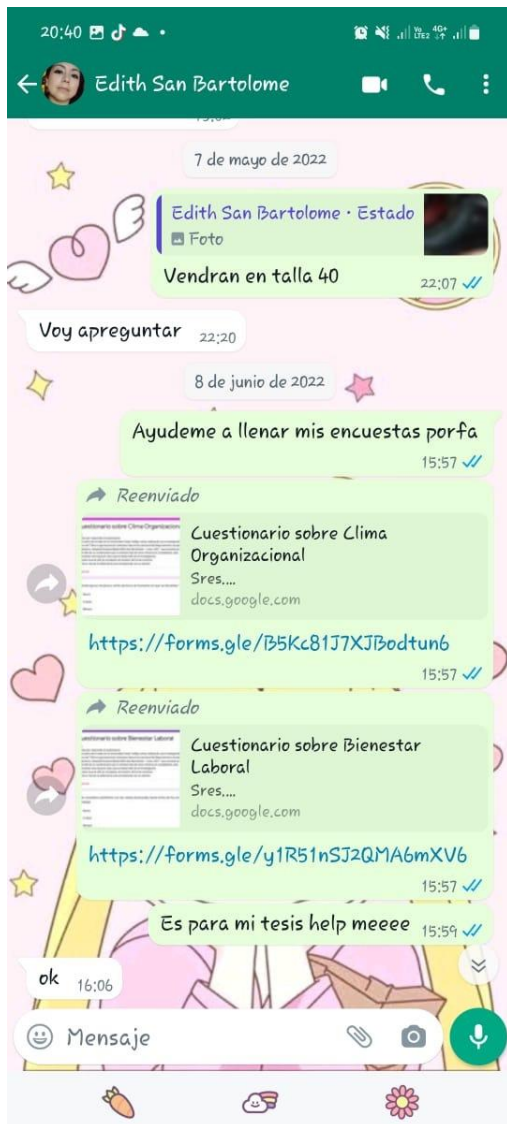 20:40
Vo
LTE2
4G+
Edith San Bartolome
7 de mayo de 2022
Edith San Bartolome · Estado
Foto
Vendran en talla 40
22:07
Voy apreguntar
22:20
8 de junio de 2022
Ayudeme a llenar mis encuestas porfa
15:57
Reenviado
Cuestionario sobre Clima
Organizacional
Sres....
docs.google.com
https://forms.gle/B5Kc81J7XJBodtun6
15:57
Reenviado
Cuestionario sobre Bienestar
Laboral
Sres....
docs.google.com
https://forms.gle/y1R51nSJ2QMA6mXV6
15:57
Es para mi tesis help meeee
15:59
ok
16:06
Mensaje